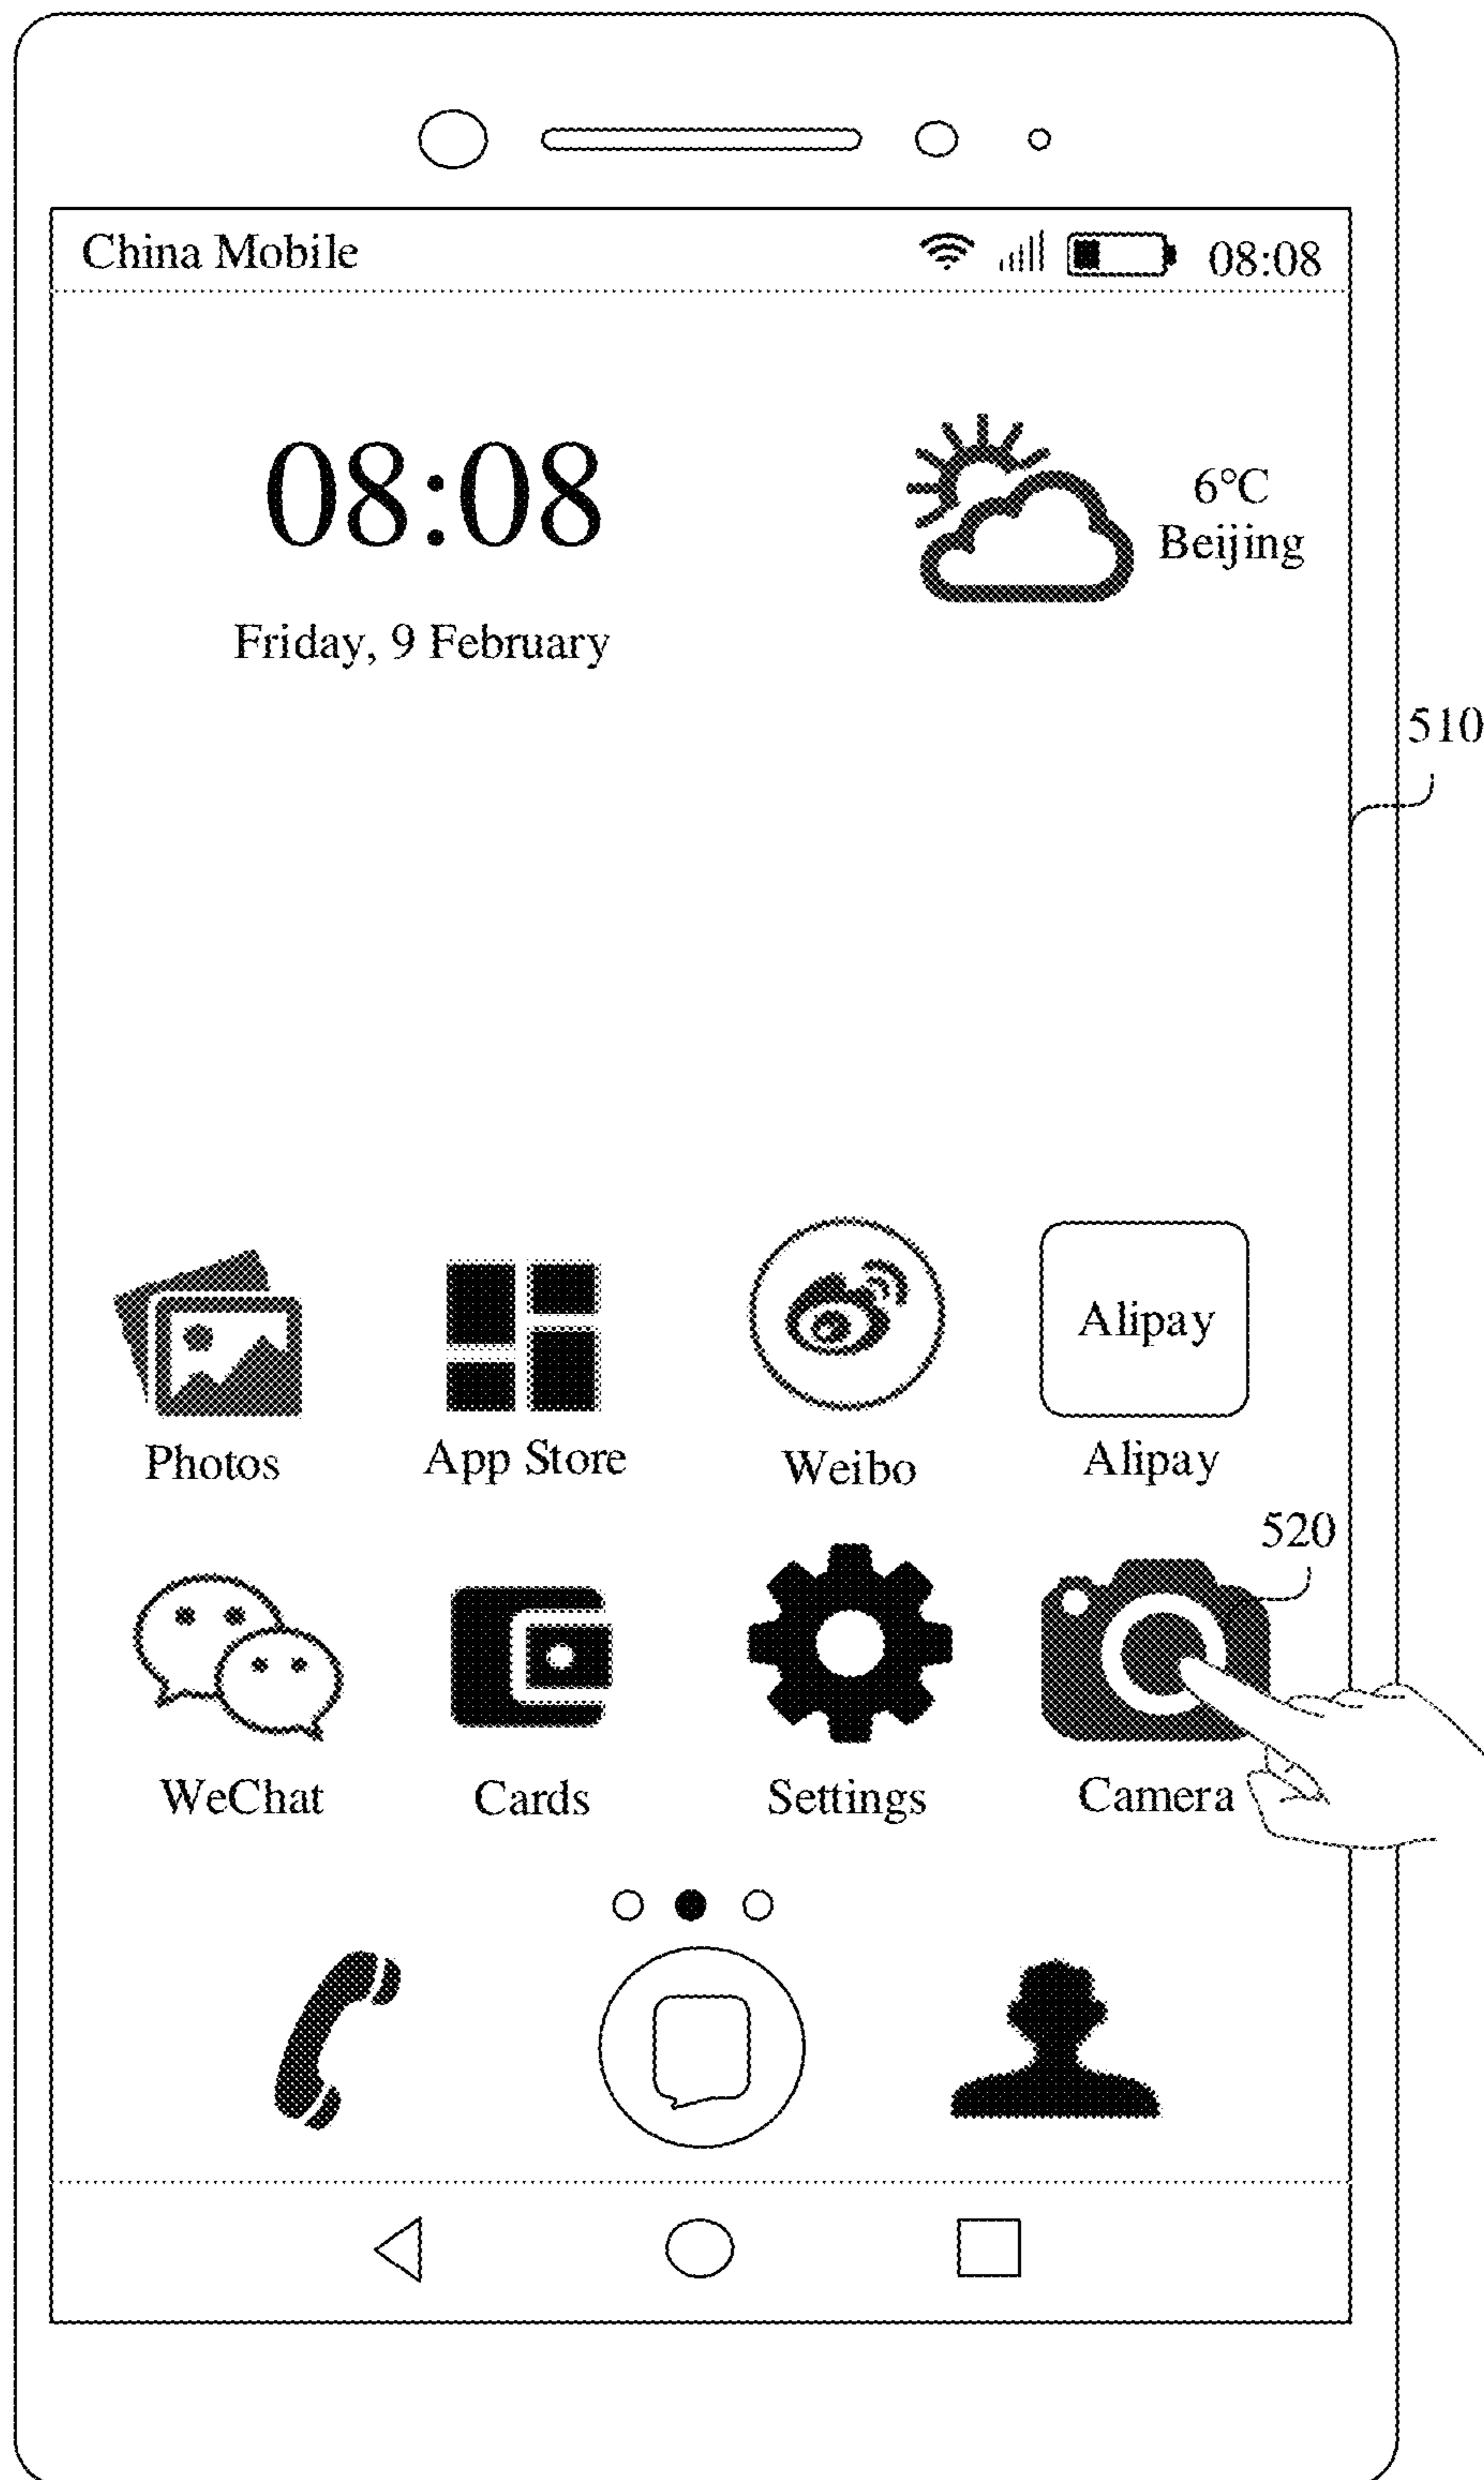 China Mobile
08:08
08:08
6°C
Beijing
Friday, 9 February
510
Alipay
Photos
App Store
Weibo
Alipay
520
WeChat
Cards
Settings
Camera